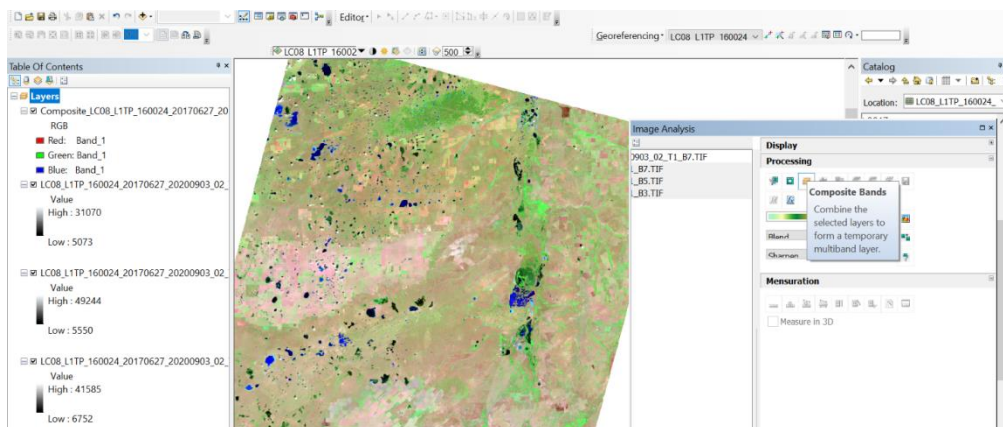 Editor
Georeferencing
LC08_L1TP_160024
LC08_L1TP_16002
500
Table Of Contents
Layers
Composite_LC08_L1TP_160024_20170627_20
RGB
Red: Band_1
Green: Band_1
Blue: Band_1
LC08_L1TP_160024_20170627_20200903_02_
Value
High : 31070
Low : 5073
LC08_L1TP_160024_20170627_20200903_02_
Value
High : 49244
Low : 5550
LC08_L1TP_160024_20170627_20200903_02_
Value
High : 41585
Low : 6752
Catalog
Location: LC08_L1TP_160024_
Image Analysis
0903_02_T1_B7.TIF
_B7.TIF
_B5.TIF
_B3.TIF
Display
Processing
Composite Bands
Combine the
selected layers to
form a temporary
multiband layer.
Blend
Sharpen
Mensuration
Measure in 3D